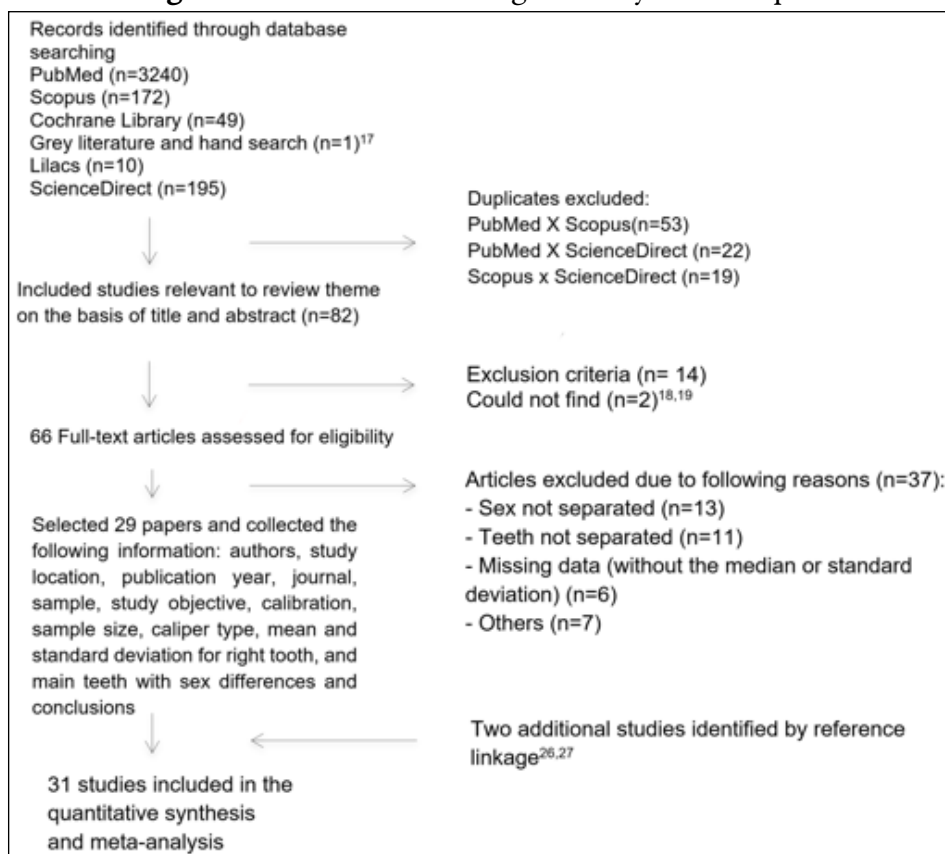 Records identified through database
searching
PubMed (n=3240)
Scopus (n=172)
Cochrane Library (n=49)
Grey literature and hand search (n=1)17
Lilacs (n=10)
ScienceDirect (n=195)
Duplicates excluded:
PubMed X Scopus(n=53)
PubMed X ScienceDirect (n=22)
Scopus x ScienceDirect (n=19)
Included studies relevant to review theme
on the basis of title and abstract (n=82)
Exclusion criteria (n= 14)
Could not find (n=2)18,19
66 Full-text articles assessed for eligibility
Articles excluded due to following reasons (n=37):
- Sex not separated (n=13)
- Teeth not separated (n=11)
- Missing data (without the median or standard
deviation) (n=6)
- Others (n=7)
Selected 29 papers and collected the
following information: authors, study
location, publication year, journal,
sample, study objective, calibration,
sample size, caliper type, mean and
standard deviation for right tooth, and
main teeth with sex differences and
conclusions
Two additional studies identified by reference
linkage26,27
31 studies included in the
quantitative synthesis
and meta-analysis